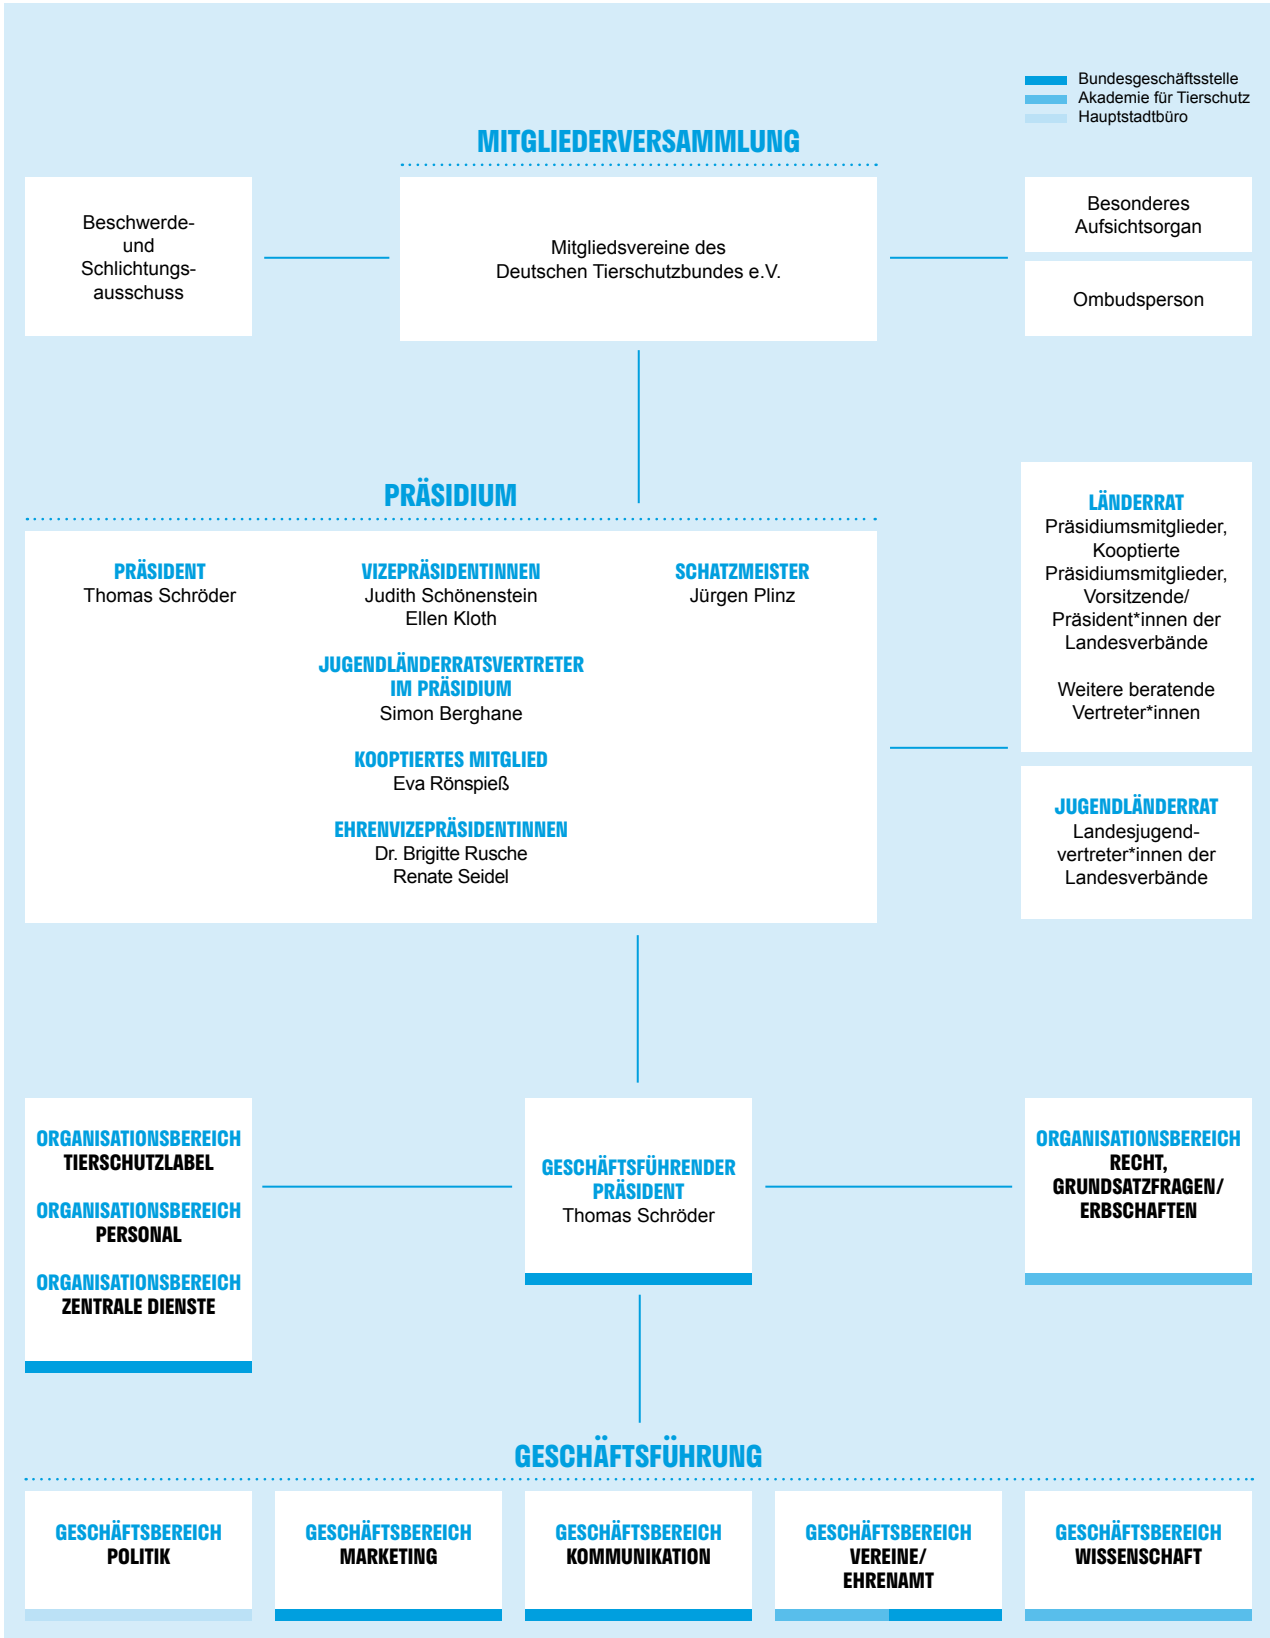 Bundesgeschäftsstelle
Akademie für Tierschutz
Hauptstadtbüro
MITGLIEDERVERSAMMLUNG
Beschwerde-
und
Schlichtungs-
ausschuss
Mitgliedsvereine des
Deutschen Tierschutzbundes e.V.
Besonderes
Aufsichtsorgan
Ombudsperson
PRÄSIDIUM
PRÄSIDENT
Thomas Schröder
VIZEPRÄSIDENTINNEN
Judith Schönenstein
Ellen Kloth
SCHATZMEISTER
Jürgen Plinz
JUGENDLÄNDERRATSVERTRETER
IM PRÄSIDIUM
Simon Berghane
KOOPTIERTES MITGLIED
Eva Rönspieß
EHRENVIZEPRÄSIDENTINNEN
Dr. Brigitte Rusche
Renate Seidel
LÄNDERRAT
Präsidiumsmitglieder,
Kooptierte
Präsidiumsmitglieder,
Vorsitzende/
Präsident*innen der
Landesverbände
Weitere beratende
Vertreter*innen
JUGENDLÄNDERRAT
Landesjugend-
vertreter*innen der
Landesverbände
ORGANISATIONSBEREICH
TIERSCHUTZLABEL
ORGANISATIONSBEREICH
PERSONAL
ORGANISATIONSBEREICH
ZENTRALE DIENSTE
GESCHÄFTSFÜHRENDER
PRÄSIDENT
Thomas Schröder
ORGANISATIONSBEREICH
RECHT,
GRUNDSATZFRAGEN/
ERBSCHAFTEN
GESCHÄFTSFÜHRUNG
GESCHÄFTSBEREICH
POLITIK
GESCHÄFTSBEREICH
MARKETING
GESCHÄFTSBEREICH
KOMMUNIKATION
GESCHÄFTSBEREICH
VEREINE/
EHRENAMT
GESCHÄFTSBEREICH
WISSENSCHAFT